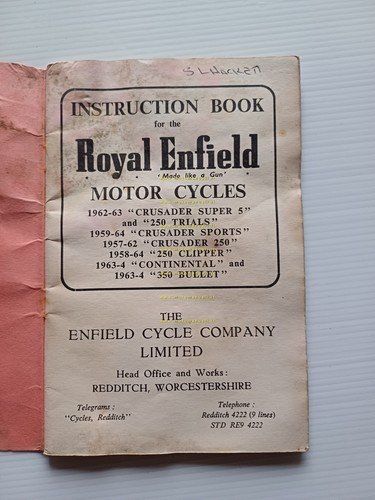 S L HACKETT
INSTRUCTION BOOK
for the
Royal Enfield
'Made like a Gun'
MOTOR CYCLES
1962-63 "CRUSADER SUPER 5"
and "250 TRIALS"
1959-64 "CRUSADER SPORTS"
1957-62 "CRUSADER 250"
1958-64 "250 CLIPPER"
1963-4 "CONTINENTAL" and
1963-4 "350 BULLET"
THE
ENFIELD CYCLE COMPANY
LIMITED
Head Office and Works:
REDDITCH, WORCESTERSHIRE
Telegrams:
"Cycles, Redditch"
Telephone:
Redditch 4222 (9 lines)
STD RE9 4222